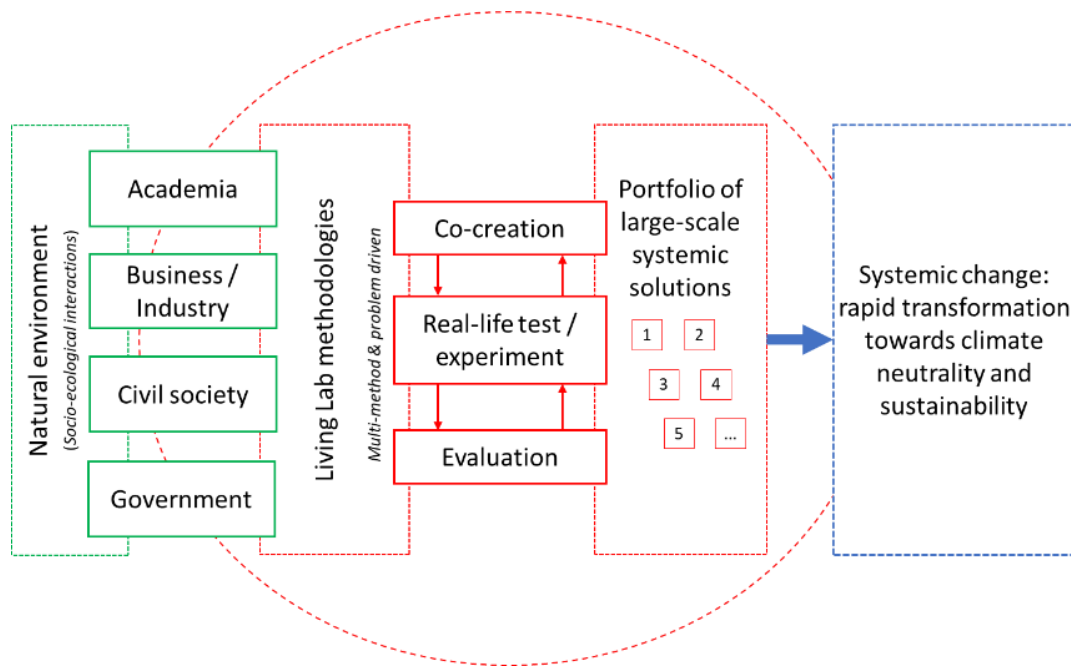 Natural environment
(Socio-ecological interactions)
Academia
Business /
Industry
Civil society
Government
Living Lab methodologies
Multi-method & problem driven
Co-creation
Real-life test /
experiment
Evaluation
Portfolio of
large-scale
systemic
solutions
1 2
3 4
5 ...
Systemic change:
rapid transformation
towards climate
neutrality and
sustainability